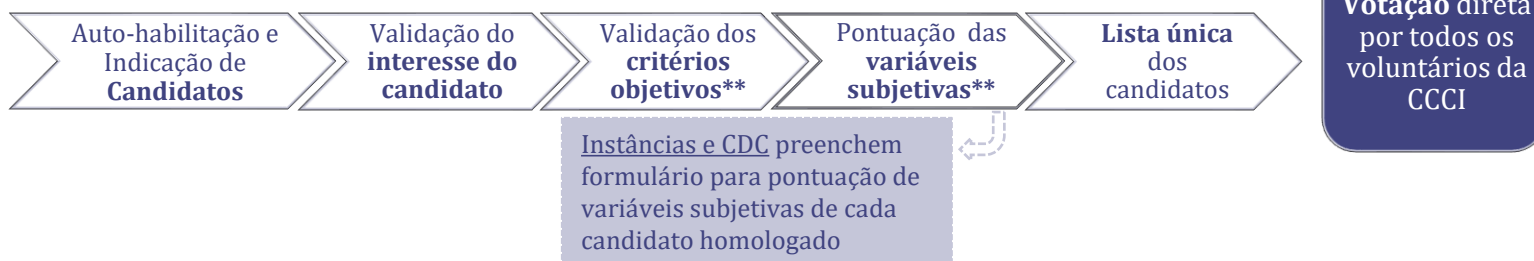 Auto-habilitação e
Indicação de
Candidatos
Validação do
interesse do
candidato
Validação dos
critérios
objetivos**
Pontuação das
variáveis
subjetivas**
Lista única
dos
candidatos
Votação direta
por todos os
voluntários da
CCCI
Instâncias e CDC preenchem
formulário para pontuação de
variáveis subjetivas de cada
candidato homologado